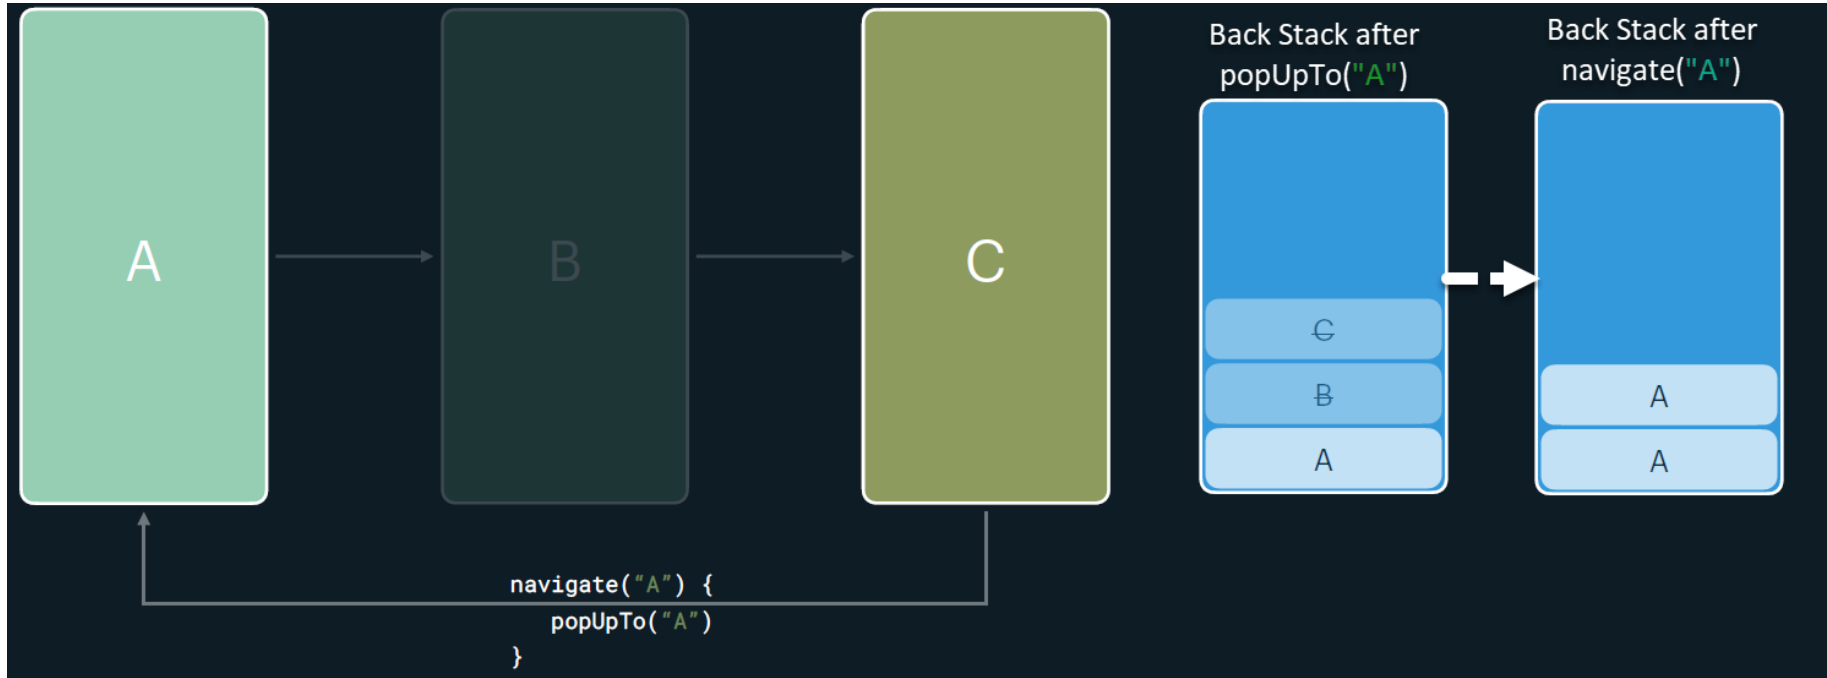 A
B
C
navigate(“A”) {
popUpTo(“A”)
}
Back Stack after
popUpTo("A")
C
B
A
Back Stack after
navigate("A")
A
A